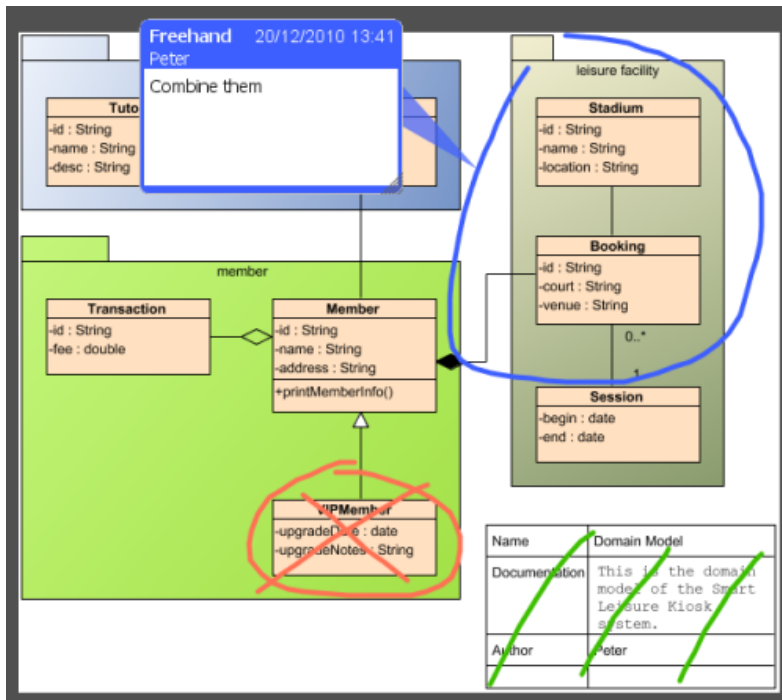 Freehand 20/12/2010 13:41
Peter
Combine them
Tuto
-id : String
-name : String
-desc : String
leisure facility
Stadium
-id : String
-name : String
-location : String
Booking
-id : String
-court : String
-venue : String
0..*
1
Session
-begin : date
-end : date
member
Transaction
-id : String
-fee : double
Member
-id : String
-name : String
-address : String
+printMemberInfo()
VIPMember
-upgradeDate : date
-upgradeNotes : String
Name Domain Model
Documentation This is the domain
model of the Smart
Leisure Kiosk
system.
Author Peter